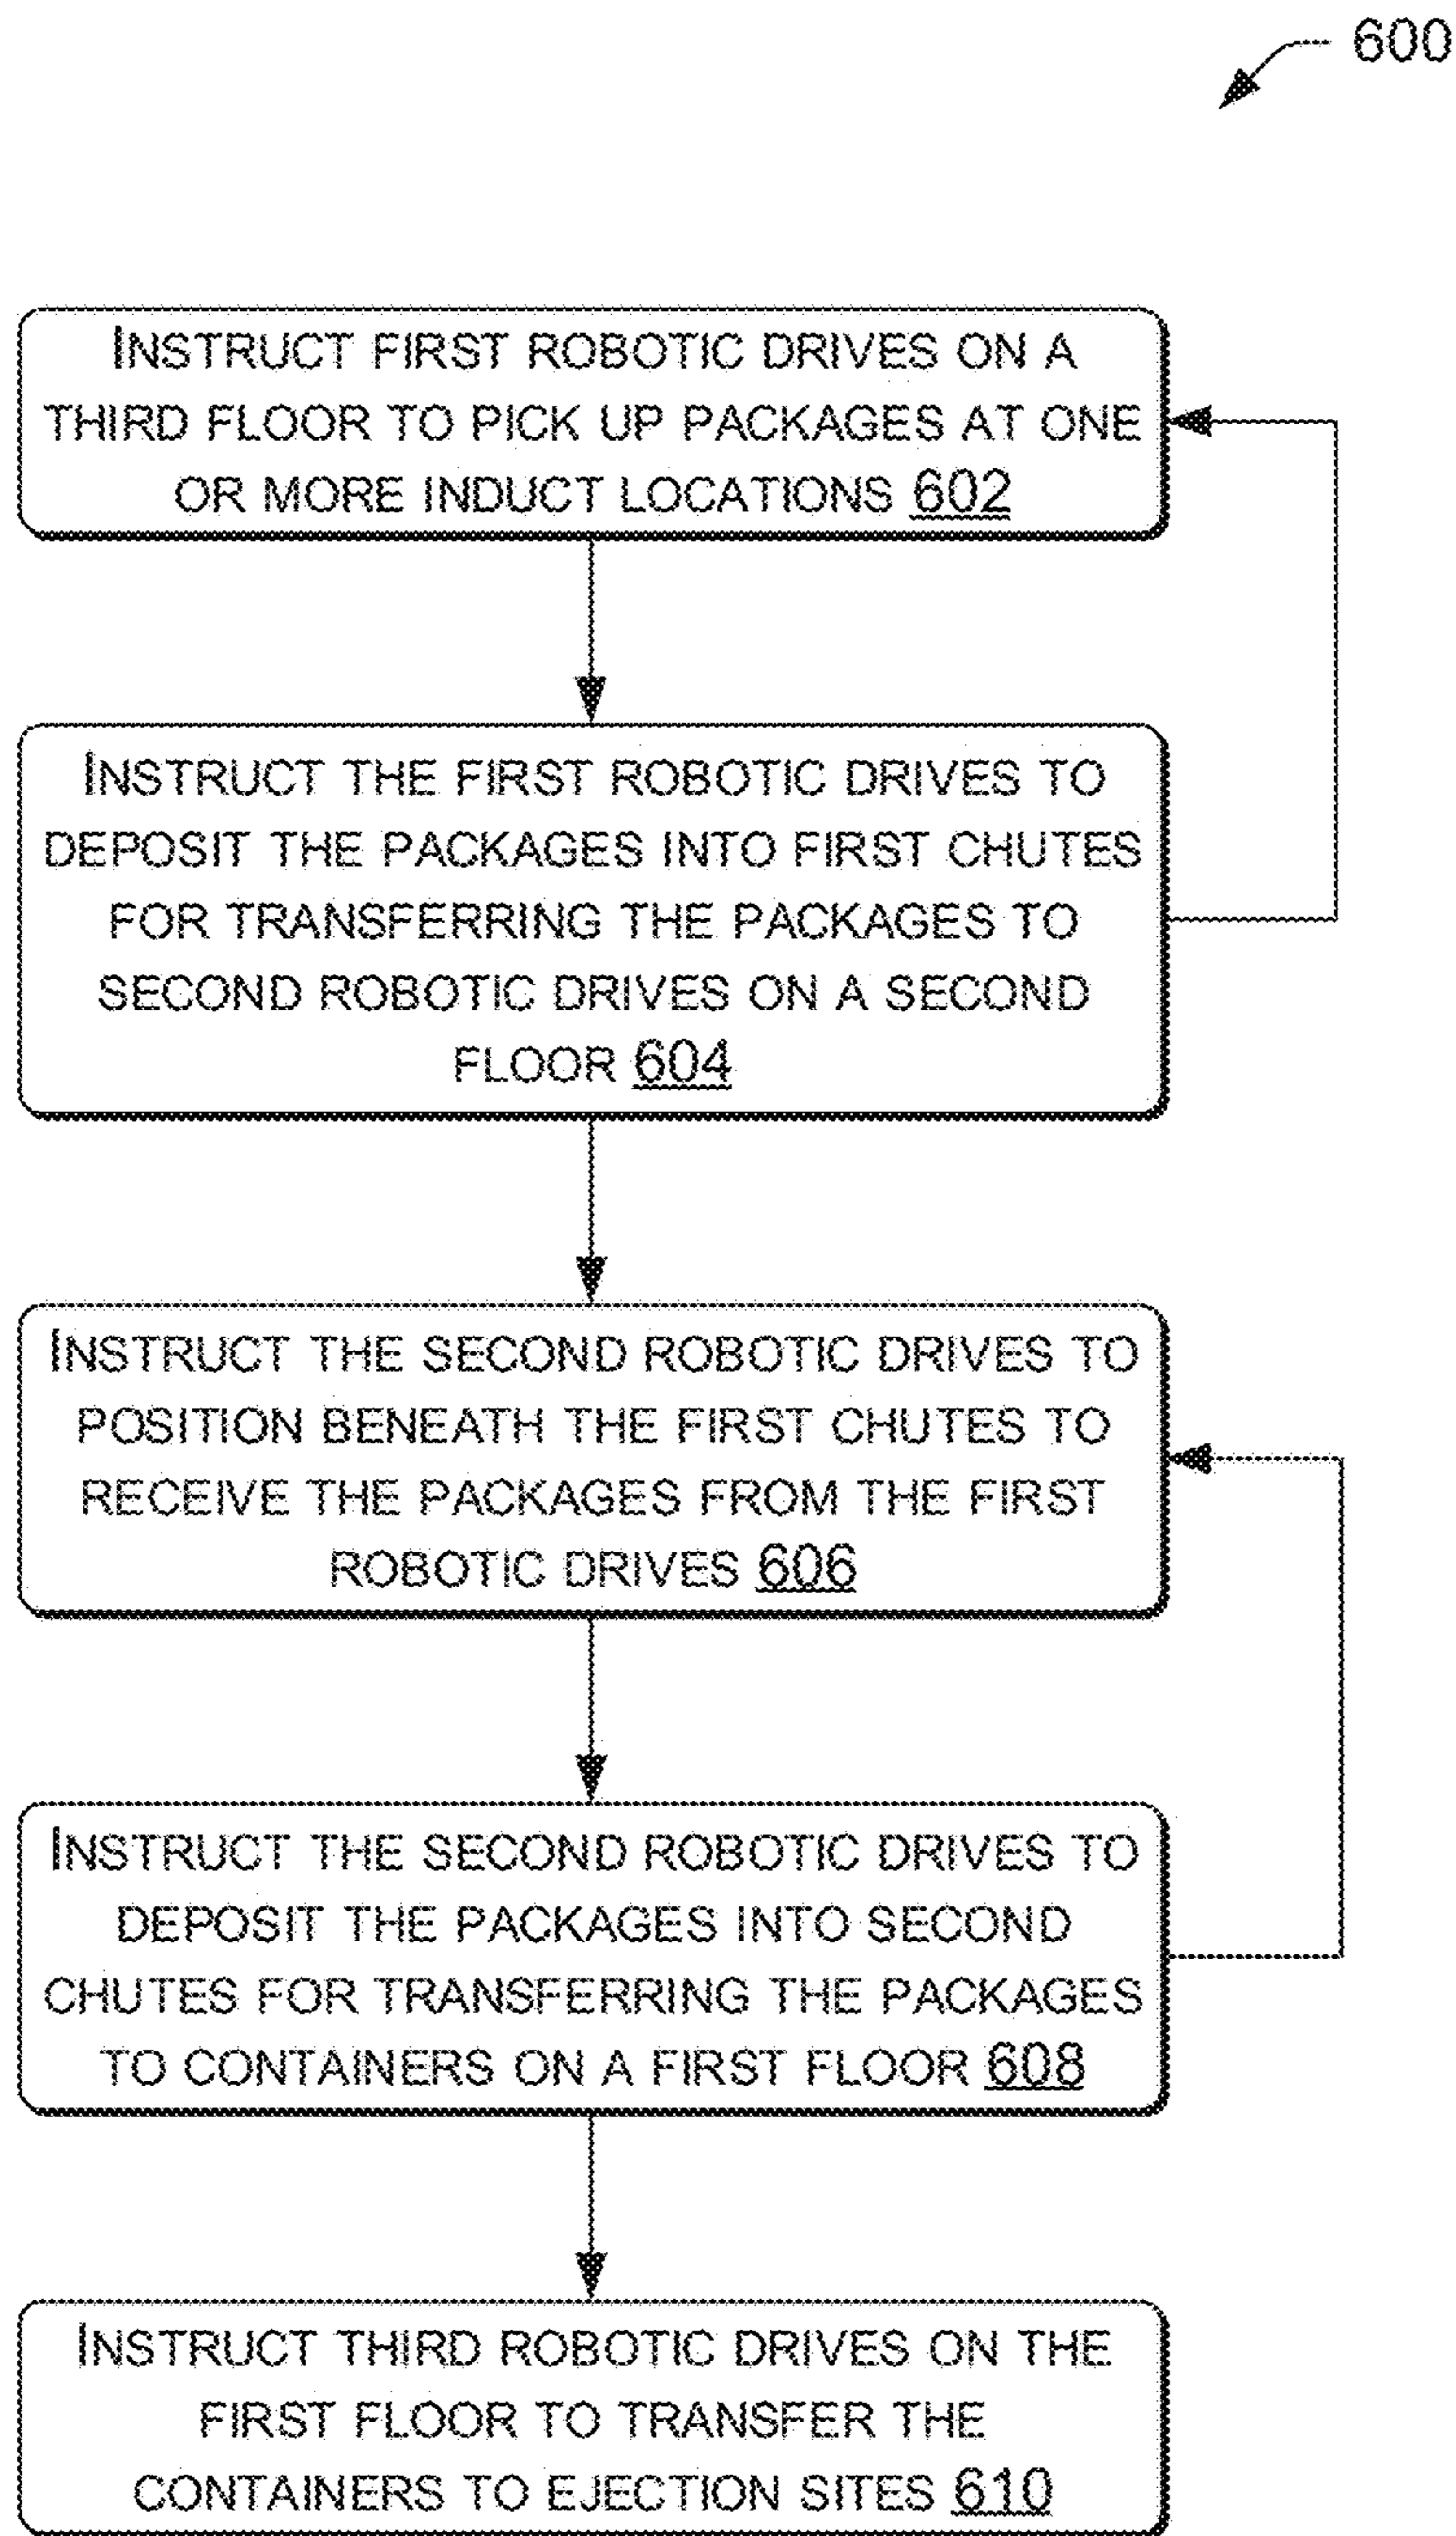 600
INSTRUCT FIRST ROBOTIC DRIVES ON A
THIRD FLOOR TO PICK UP PACKAGES AT ONE
OR MORE INDUCT LOCATIONS 602
INSTRUCT THE FIRST ROBOTIC DRIVES TO
DEPOSIT THE PACKAGES INTO FIRST CHUTES
FOR TRANSFERRING THE PACKAGES TO
SECOND ROBOTIC DRIVES ON A SECOND
FLOOR 604
INSTRUCT THE SECOND ROBOTIC DRIVES TO
POSITION BENEATH THE FIRST CHUTES TO
RECEIVE THE PACKAGES FROM THE FIRST
ROBOTIC DRIVES 606
INSTRUCT THE SECOND ROBOTIC DRIVES TO
DEPOSIT THE PACKAGES INTO SECOND
CHUTES FOR TRANSFERRING THE PACKAGES
TO CONTAINERS ON A FIRST FLOOR 608
INSTRUCT THIRD ROBOTIC DRIVES ON THE
FIRST FLOOR TO TRANSFER THE
CONTAINERS TO EJECTION SITES 610